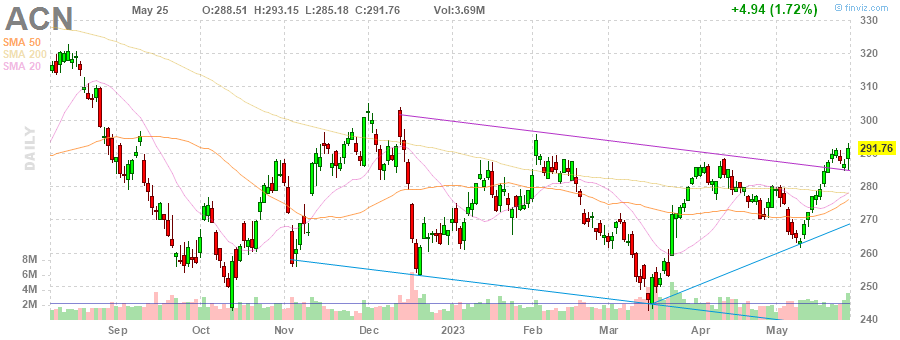 ACN May 25 O:288.51 H:293.15 L:285.18 C:291.76 Vol:3.69M +4.94 (1.72%) © finviz.com
SMA 50
SMA 200
SMA 20
DAILY
330
320
310
300
291.76
290
280
270
260
250
240
8M
6M
4M
2M
Sep Oct Nov Dec 2023 Feb Mar Apr May